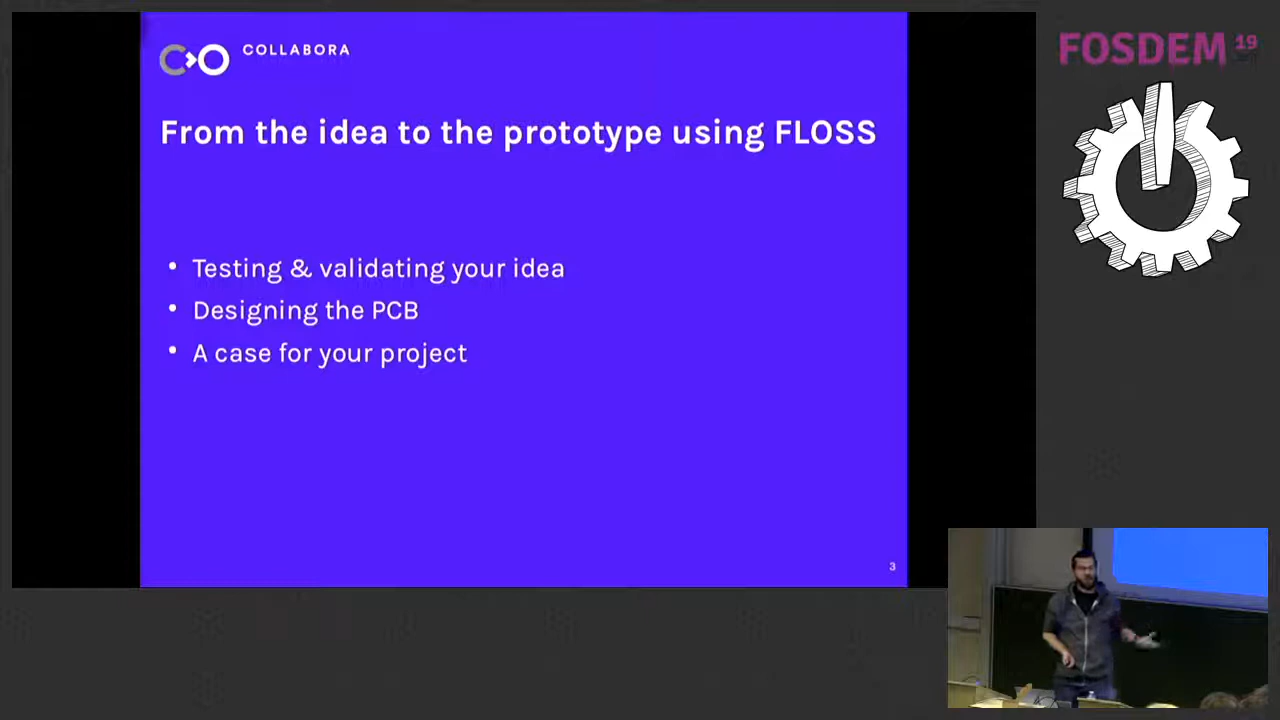 COLLABORA
FOSDEM 19
From the idea to the prototype using FLOSS
• Testing & validating your idea
• Designing the PCB
• A case for your project
3